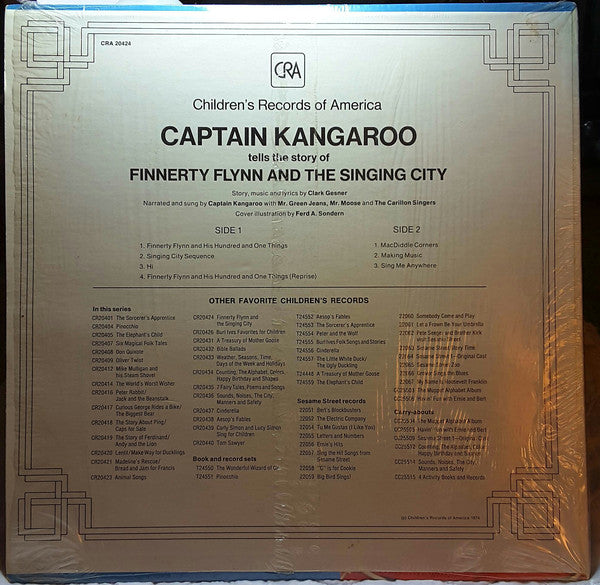 CRA 20424
CRA
Children's Records of America
CAPTAIN KANGAROO
tells the story of
FINNERTY FLYNN AND THE SINGING CITY
Story, music and lyrics by Clark Gesner
Narrated and sung by Captain Kangaroo with Mr. Green Jeans, Mr. Moose and The Carillon Singers
Cover illustration by Ferd A. Sondern
SIDE 1
1. Finnerty Flynn and His Hundred and One Things
2. Singing City Sequence
3. Hi
4. Finnerty Flynn and His Hundred and One Things (Reprise)
SIDE 2
1. MacDiddle Corners
2. Making Music
3. Sing Me Anywhere
OTHER FAVORITE CHILDREN'S RECORDS
In this series
CR20401 The Sorcerer's Apprentice
CR20404 Pinocchio
CR20405 The Elephant's Child
CR20407 Six Magical Folk Tales
CR20408 Don Quixote
CR20409 Oliver Twist
CR20412 Mike Mulligan and
his Steam Shovel
CR20414 The World's Worst Wisher
CR20416 Peter Rabbit/
Jack and the Beanstalk
CR20417 Curious George Rides a Bike/
The Biggest Bear
CR20418 The Story About Ping/
Caps for Sale
CR20419 The Story of Ferdinand/
Andy and the Lion
CR20420 Lentil/Make Way for Ducklings
CR20421 Madeline's Rescue/
Bread and Jam for Francis
CR20423 Animal Songs
CR20424 Finnerty Flynn and
the Singing City
CR20426 Burl Ives Favorites for Children
CR20431 A Treasury of Mother Goose
CR20432 Bible Ballads
CR20433 Weather, Seasons, Time,
Days of the Week and Holidays
CR20434 Counting, The Alphabet, Colors,
Happy Birthday and Shapes
CR20435 7 Fairy Tales, Poems and Songs
CR20436 Sounds, Noises, The City,
Manners and Safety
CR20437 Cinderella
CR20438 Aesop's Fables
CR20439 Carly Simon and Lucy Simon
Sing for Children
CR20440 Tom Sawyer
Book and record sets
T24550 The Wonderful Wizard of Oz
T24551 Pinocchio
T24552 Aesop's Fables
T24553 The Sorcerer's Apprentice
T24554 Peter and the Wolf
T24555 Burl Ives Folk Songs and Stories
T24556 Cinderella
T24557 The Little White Duck/
The Ugly Duckling
T24448 A Treasury of Mother Goose
T24559 The Elephant's Child
Sesame Street records
22051 Bert's Blockbusters
22052 The Electric Company
22054 Tu Me Gustas (I Like You)
22055 Letters and Numbers
22056 Ernie's Hits
22057 Sing the Hit Songs from
Sesame Street
22058 "C" is for Cookie
22059 Big Bird Sings!
22060 Somebody Come and Play
22061 Let a Frown Be Your Umbrella
22062 Pete Seeger and Brother Kirk
visit Sesame Street
22063 Sesame Street Story Time
22064 Sesame Street 1 - Original Cast
22065 Sesame Street
22066 Grover Sings the Blues
22067 My Name Is Roosevelt Franklin
The Muppet Alphabet Album
Havin' Fun with Ernie and Bert
Carry-abouts
CC25504 The Muppet Alphabet Album
CC25505 Havin' Fun with Ernie and Bert
CC25509 Sesame Street 1 - Original Cast
CC25512 Counting, The Alphabet, Colors,
Happy Birthday and Shapes
CC25514 Sounds, Noises, The City,
Manners and Safety
CC25515 4 Activity Books and Records
(c) Children's Records of America 1974